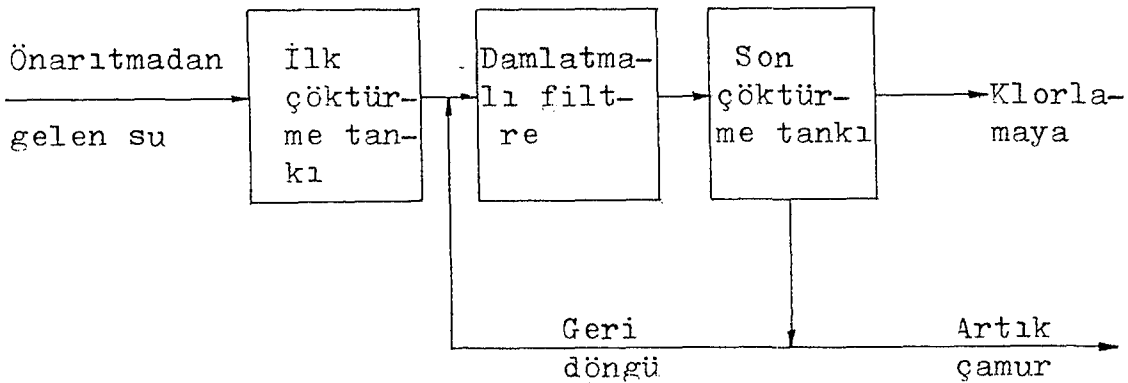 Önarıtmadan
gelen su
İlk
çöktür-
me tan-
kı
Damlatma-
lı filt-
re
Son
çöktür-
me tankı
Klorla-
maya
Geri
döngü
Artık
çamur